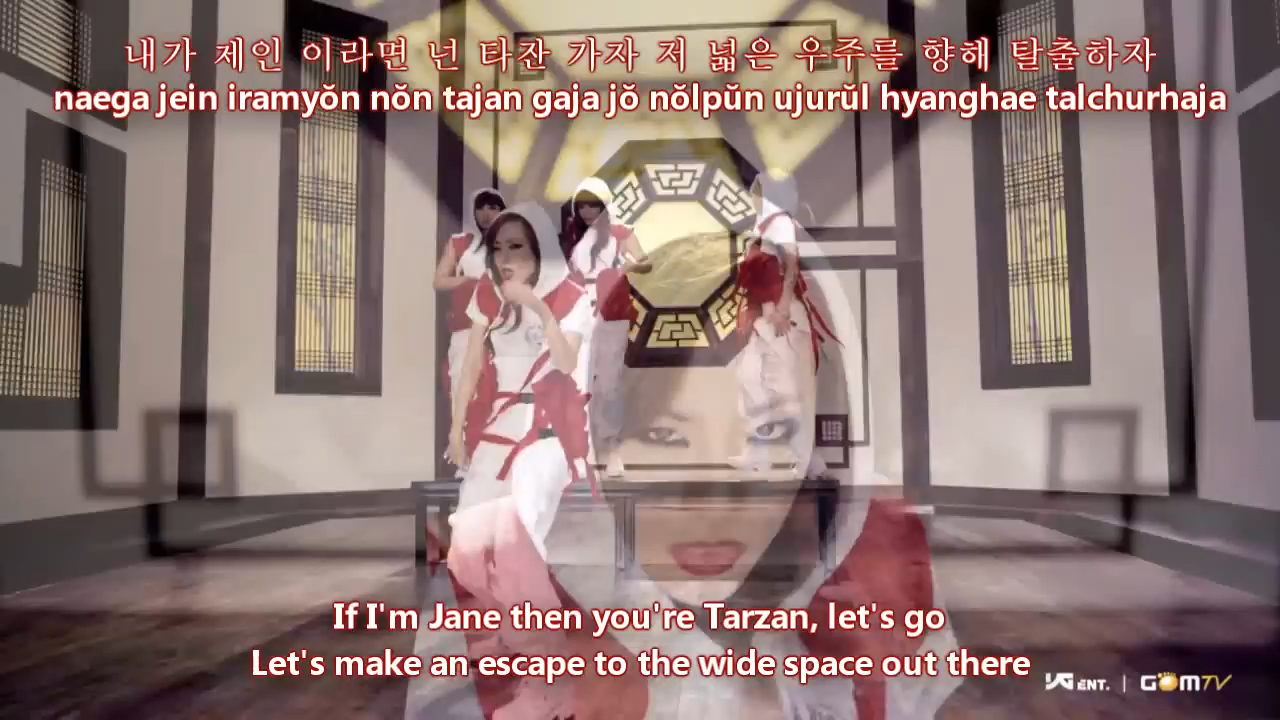 내가 제인 이라면 넌 타잔 가자 저 넓은 우주를 향해 탈출하자
naega jein iramyŏn nŏn tajan gaja jŏ nŏlpŭn ujurŭl hyanghae talchurhaja
If I'm Jane then you're Tarzan, let's go
Let's make an escape to the wide space out there
YG ENT. | GOMTV